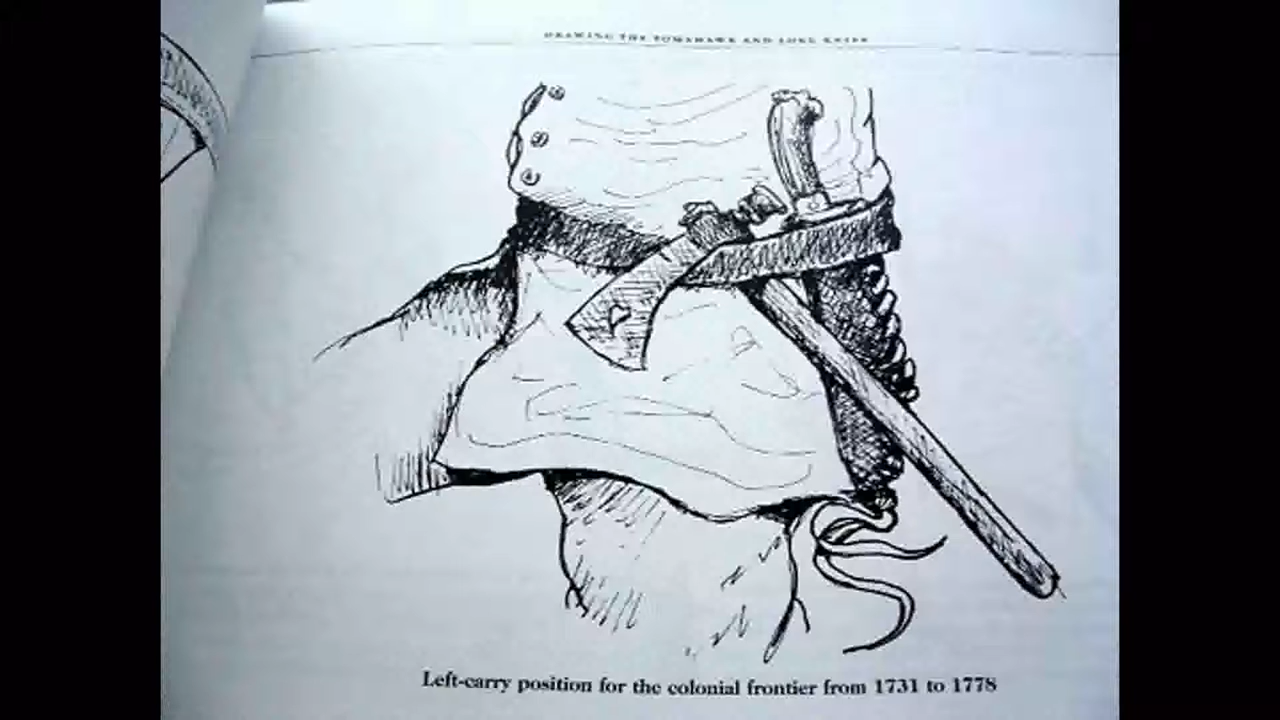 DRAWING THE TOMAHAWK AND LONG KNIFE
Left-carry position for the colonial frontier from 1731 to 1778